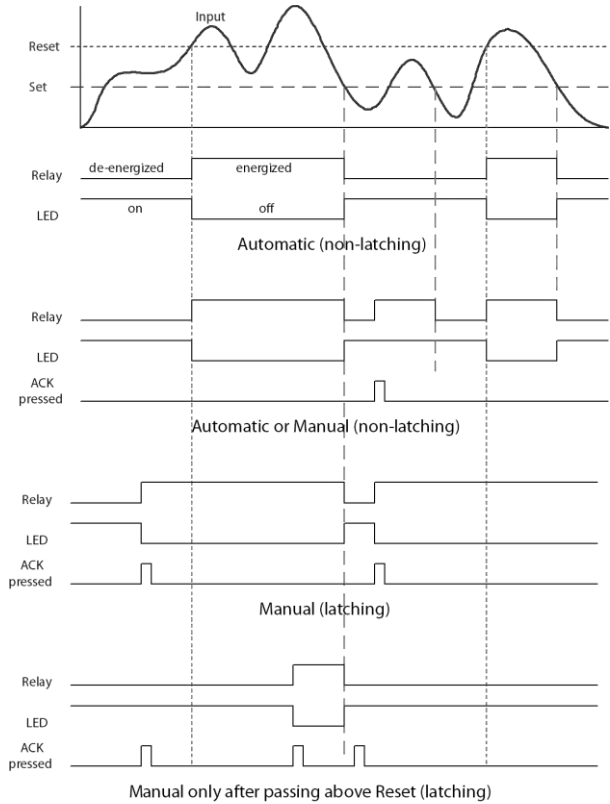 Input
Reset
Set
de-energized energized
Relay
LED
on off
Automatic (non-latching)
Relay
LED
ACK
pressed
Automatic or Manual (non-latching)
Relay
LED
ACK
pressed
Manual (latching)
Relay
LED
ACK
pressed
Manual only after passing above Reset (latching)